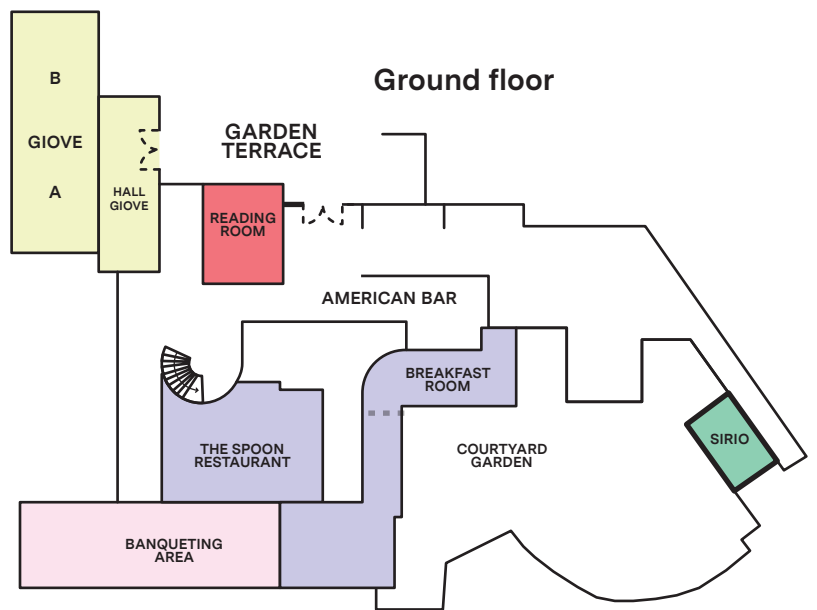 Ground floor
B
GIOVE
A
HALL
GIOVE
GARDEN
TERRACE
READING
ROOM
AMERICAN BAR
BREAKFAST
ROOM
THE SPOON
RESTAURANT
COURTYARD
GARDEN
SIRIO
BANQUETING
AREA